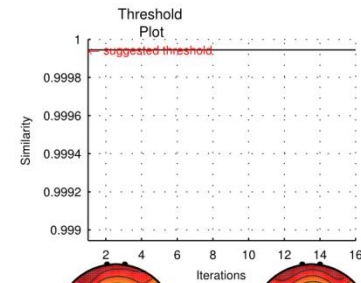 Threshold
Plot
1
← suggested threshold
0.9998
0.9996
0.9994
0.9992
0.999
Similarity
2 4 6 8 10 12 14 16
Iterations